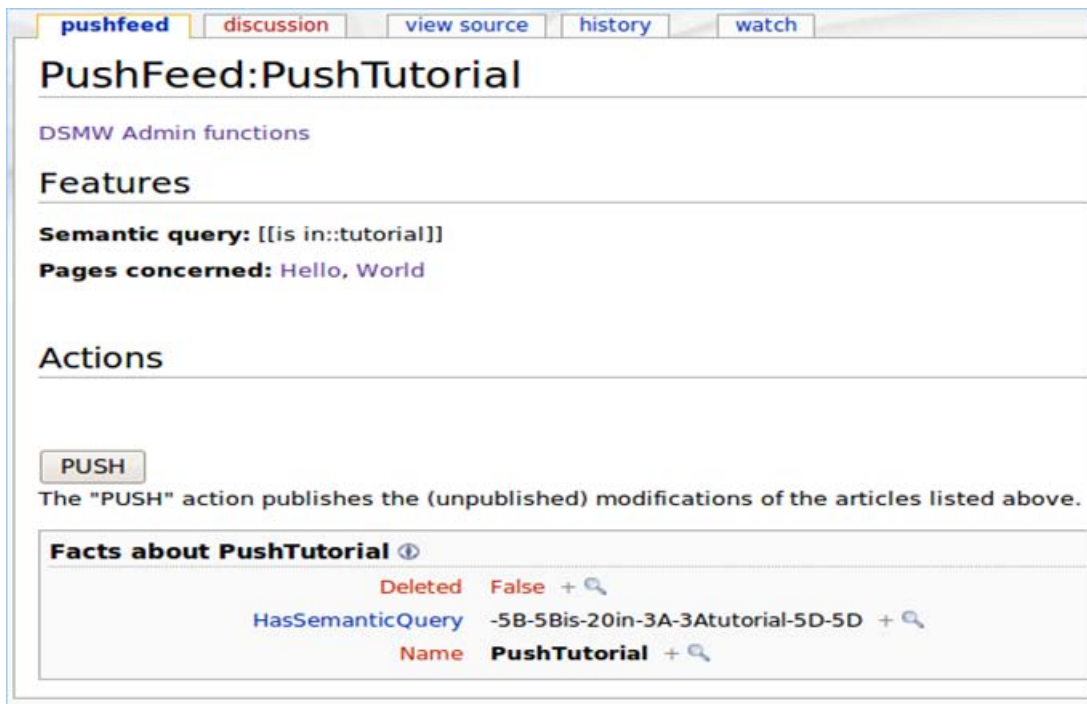 pushfeed discussion view source history watch
PushFeed:PushTutorial
DSMW Admin functions
Features
Semantic query: [[is in::tutorial]]
Pages concerned: Hello, World
Actions
PUSH
The "PUSH" action publishes the (unpublished) modifications of the articles listed above.
Facts about PushTutorial
Deleted False +
HasSemanticQuery -5B-5Bis-20in-3A-3Atutorial-5D-5D +
Name PushTutorial +